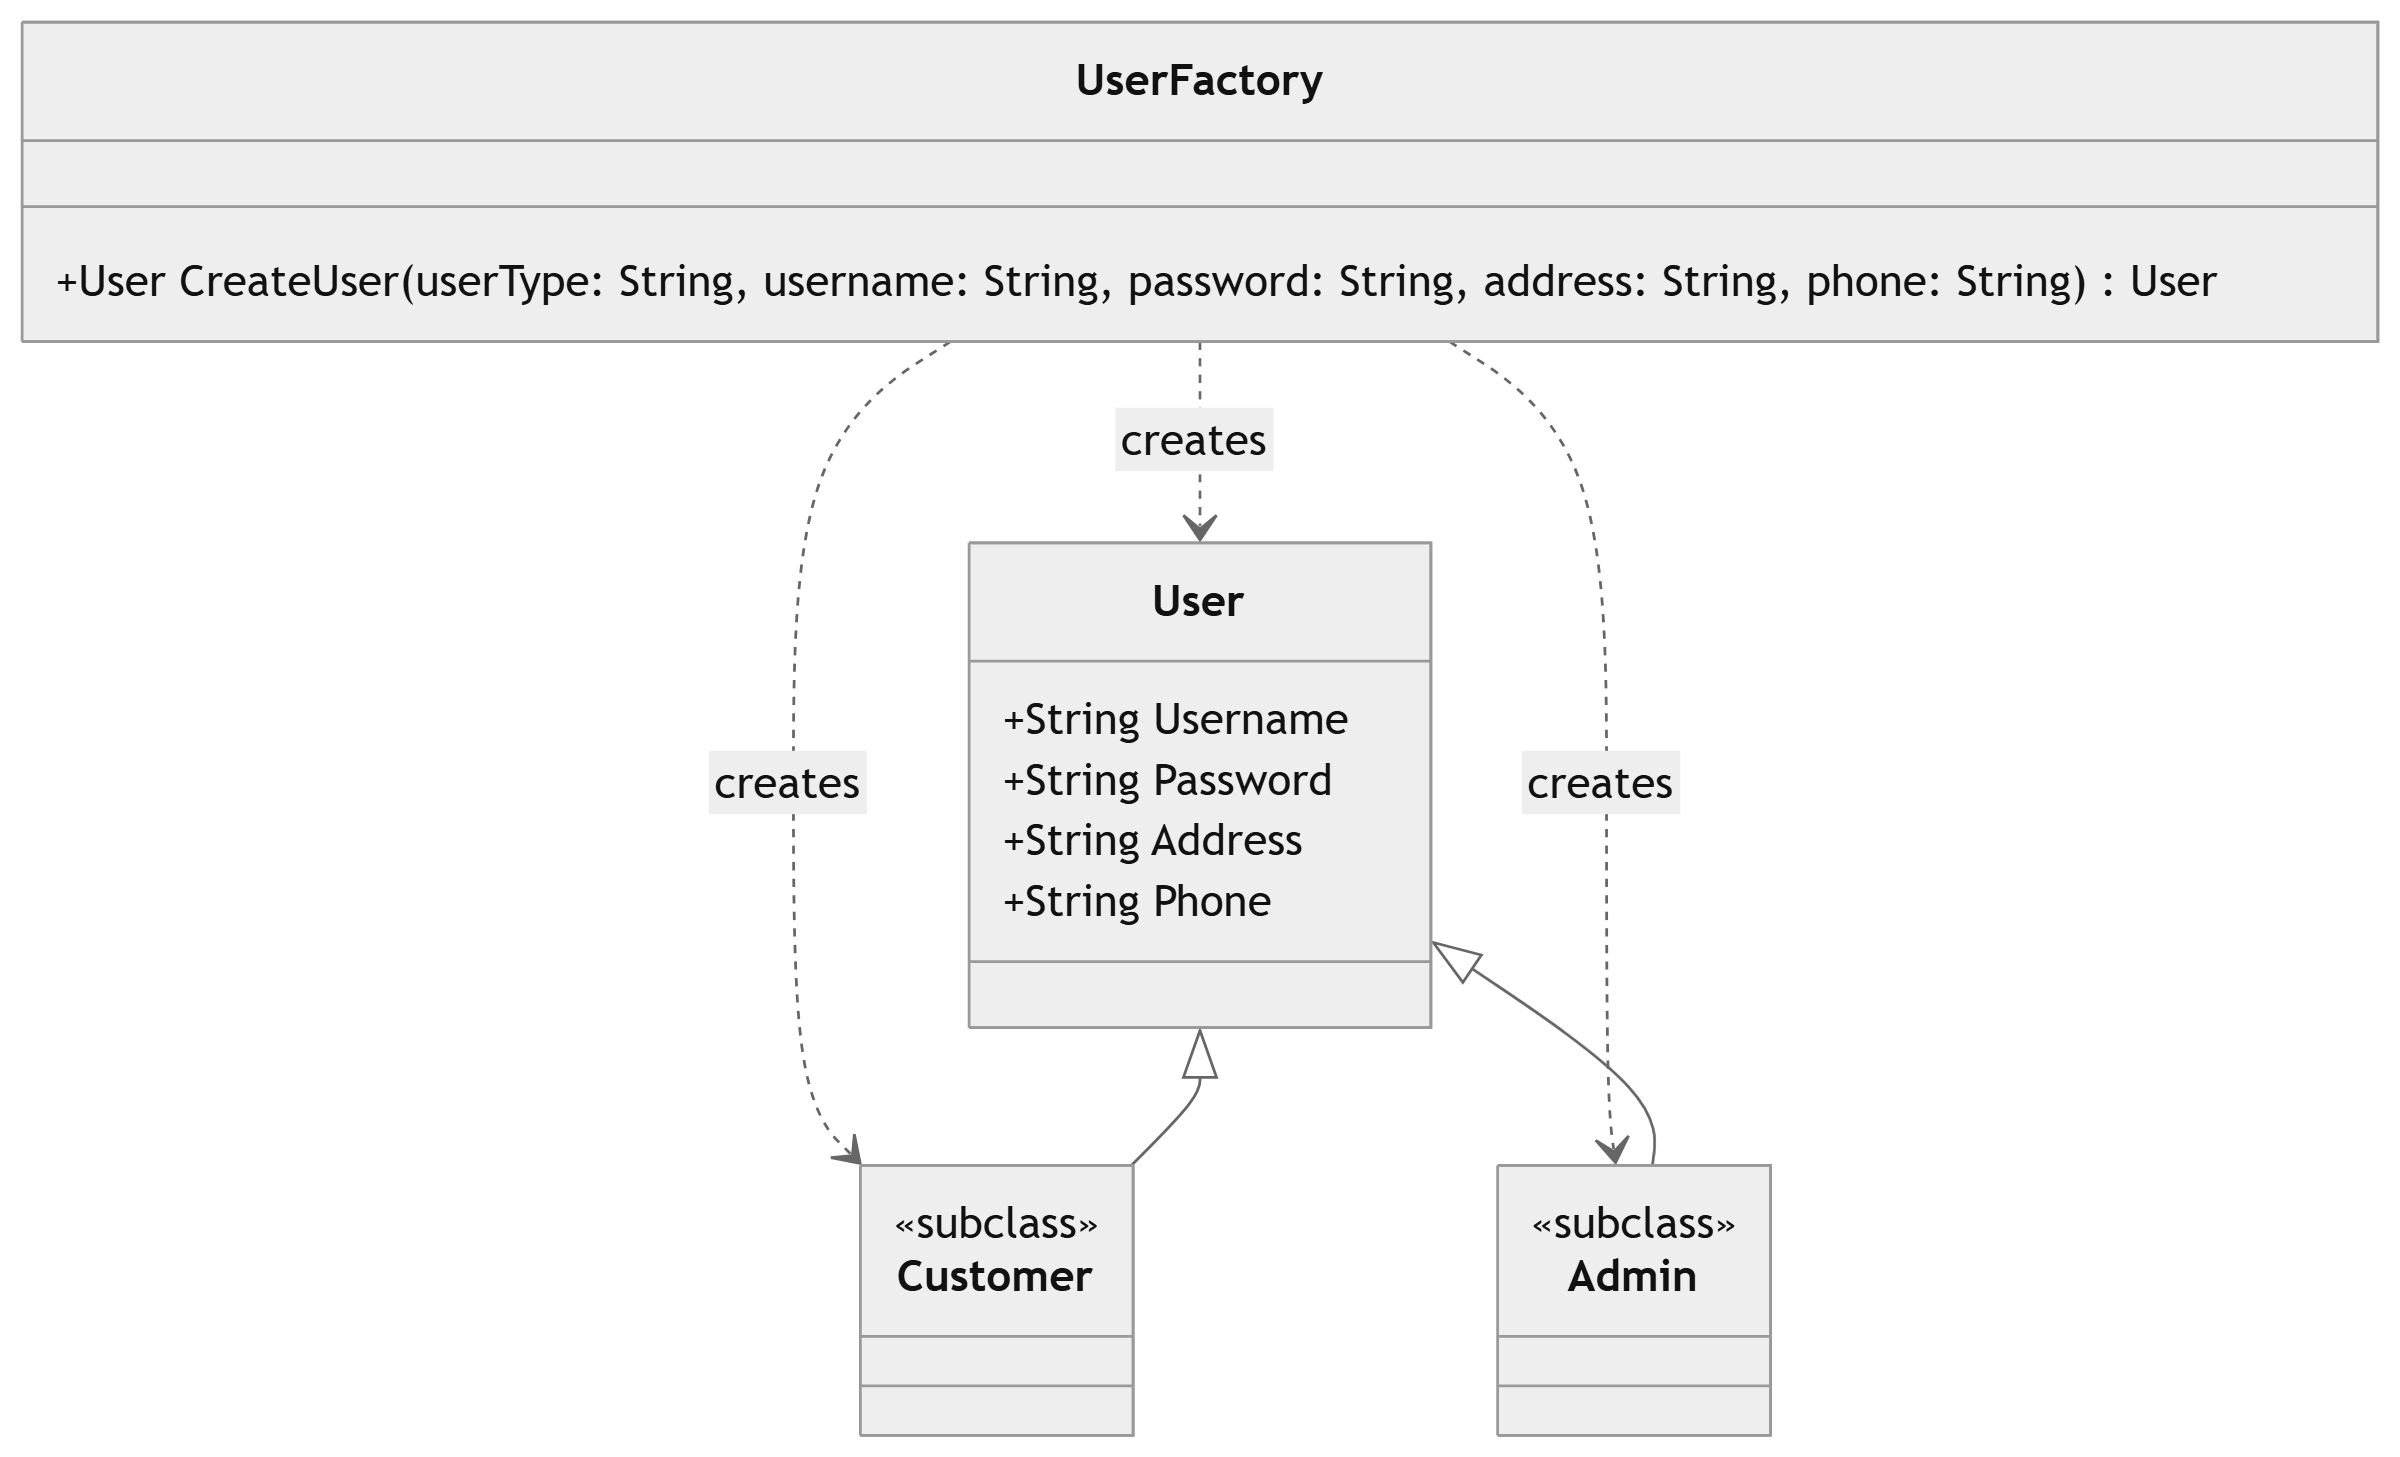 UserFactory
+User CreateUser(userType: String, username: String, password: String, address: String, phone: String) : User
creates
User
+String Username
+String Password
+String Address
+String Phone
creates
creates
«subclass»
Customer
«subclass»
Admin